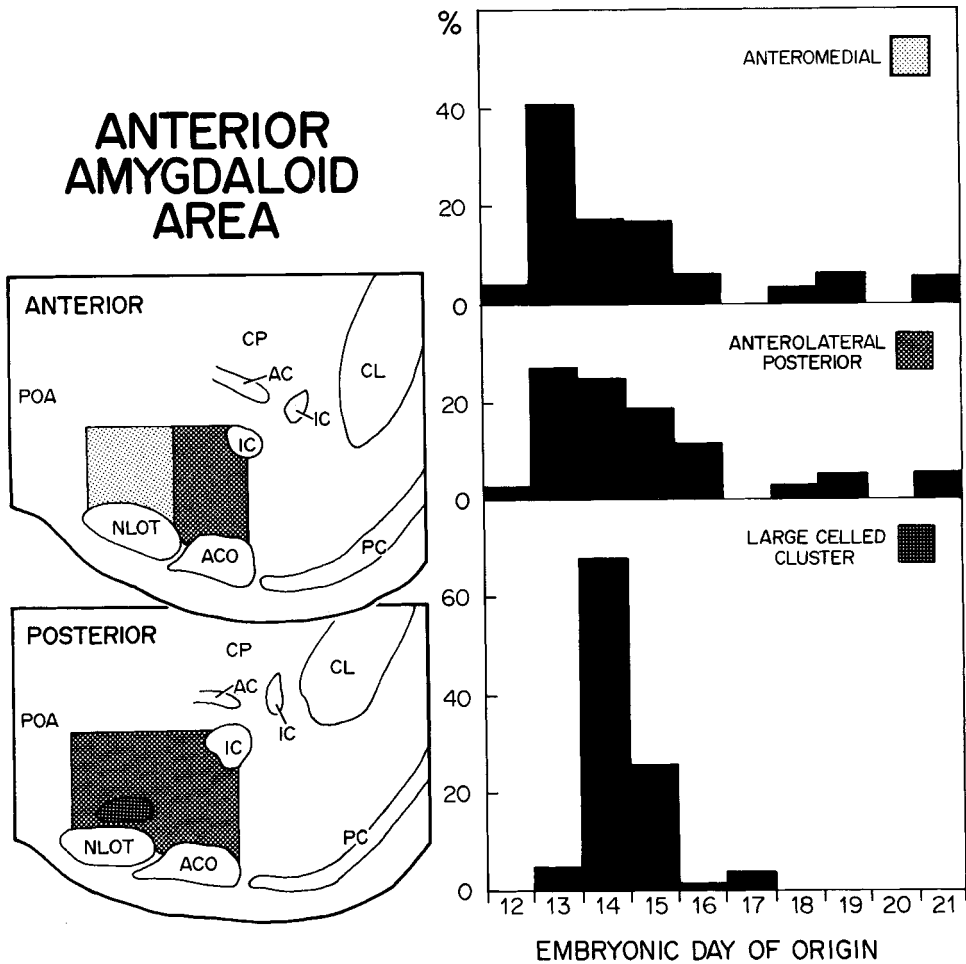 ANTERIOR
AMYGDALOID
AREA
ANTERIOR
CP
AC
CL
POA
IC
IC
NLOT
ACO
PC
POSTERIOR
CP
CL
AC
POA
IC
IC
PC
NLOT
ACO
%
ANTEROMEDIAL
40
20
0
ANTEROLATERAL
POSTERIOR
20
0
LARGE CELLED
CLUSTER
60
40
20
0
12 13 14 15 16 17 18 19 20 21
EMBRYONIC DAY OF ORIGIN